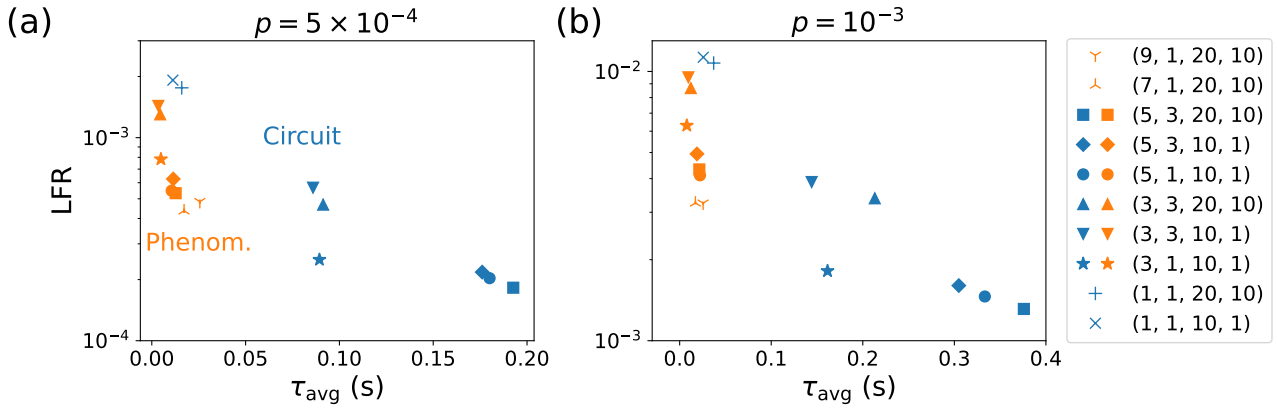 (a)
p = 5 × 10⁻⁴
LFR
10⁻³
10⁻⁴
Circuit
Phenom.
0.00 0.05 0.10 0.15 0.20
τavg (s)
(b)
p = 10⁻³
10⁻²
10⁻³
0.0 0.1 0.2 0.3 0.4
τavg (s)
(9, 1, 20, 10)
(7, 1, 20, 10)
(5, 3, 20, 10)
(5, 3, 10, 1)
(5, 1, 10, 1)
(3, 3, 20, 10)
(3, 3, 10, 1)
(3, 1, 10, 1)
(1, 1, 20, 10)
(1, 1, 10, 1)